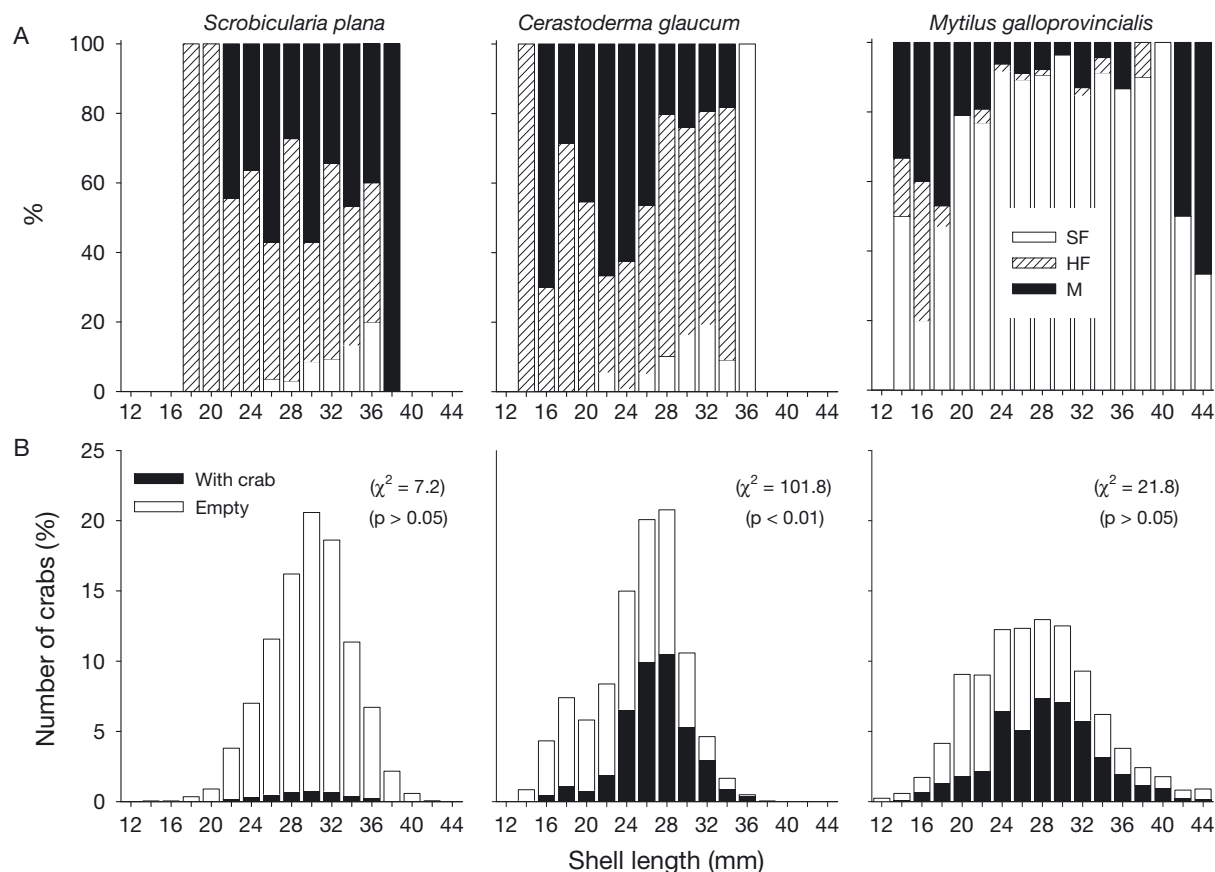 Scrobicularia plana
Cerastoderma glaucum
Mytilus galloprovincialis
A
100
80
60
40
20
0
%
SF
HF
M
12 16 20 24 28 32 36 40 44
12 16 20 24 28 32 36 40 44
12 16 20 24 28 32 36 40 44
B
25
20
15
10
5
0
Number of crabs (%)
With crab
Empty
(χ² = 7.2)
(p > 0.05)
(χ² = 101.8)
(p < 0.01)
(χ² = 21.8)
(p > 0.05)
12 16 20 24 28 32 36 40 44
12 16 20 24 28 32 36 40 44
12 16 20 24 28 32 36 40 44
Shell length (mm)